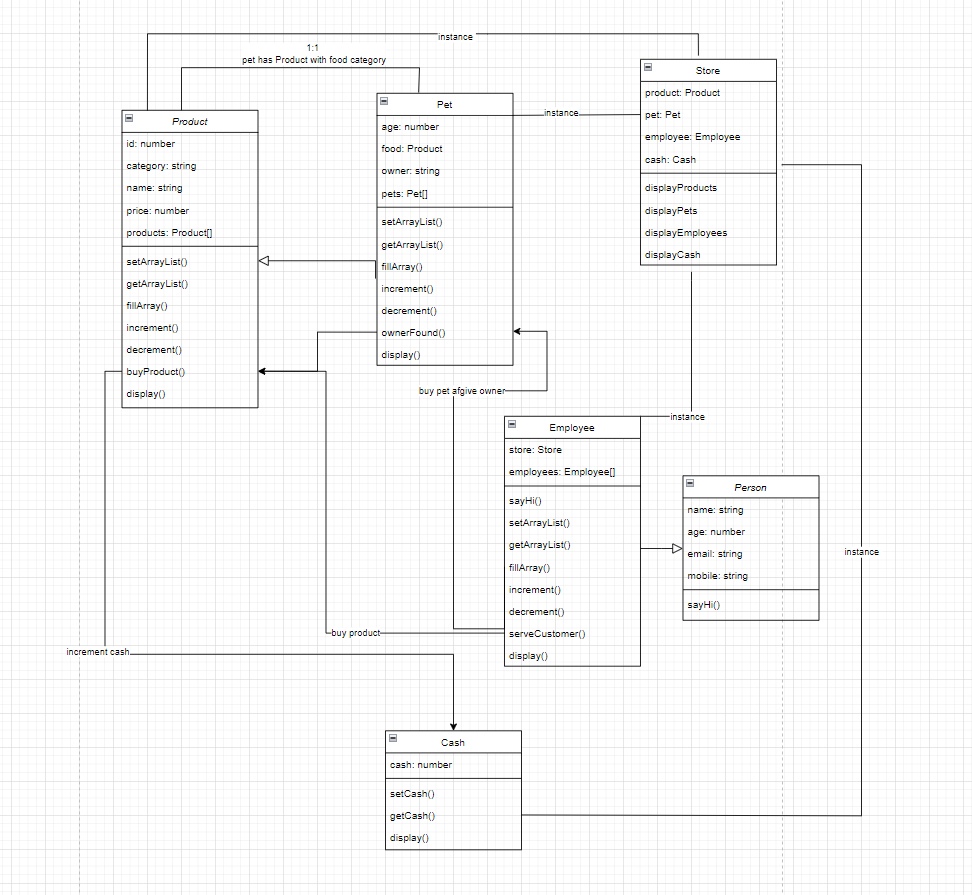 instance
1:1
pet has Product with food category
Store
product: Product
pet: Pet
employee: Employee
cash: Cash
displayProducts
displayPets
displayEmployees
displayCash
Pet
age: number
food: Product
owner: string
pets: Pet[]
setArrayList()
getArrayList()
fillArray()
increment()
decrement()
ownerFound()
display()
instance
Product
id: number
category: string
name: string
price: number
products: Product[]
setArrayList()
getArrayList()
fillArray()
increment()
decrement()
buyProduct()
display()
buy pet afgive owner
instance
Employee
store: Store
employees: Employee[]
sayHi()
setArrayList()
getArrayList()
fillArray()
increment()
decrement()
serveCustomer()
display()
Person
name: string
age: number
email: string
mobile: string
sayHi()
instance
buy product
increment cash
Cash
cash: number
setCash()
getCash()
display()